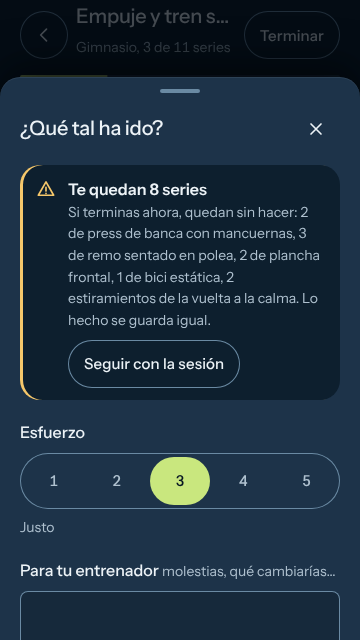 Empuje y tren s...
Gimnasio, 3 de 11 series
Terminar
¿Qué tal ha ido?
Te quedan 8 series
Si terminas ahora, quedan sin hacer: 2
de press de banca con mancuernas, 3
de remo sentado en polea, 2 de plancha
frontal, 1 de bici estática, 2
estiramientos de la vuelta a la calma. Lo
hecho se guarda igual.
Seguir con la sesión
Esfuerzo
1 2 3 4 5
Justo
Para tu entrenador molestias, qué cambiarías...